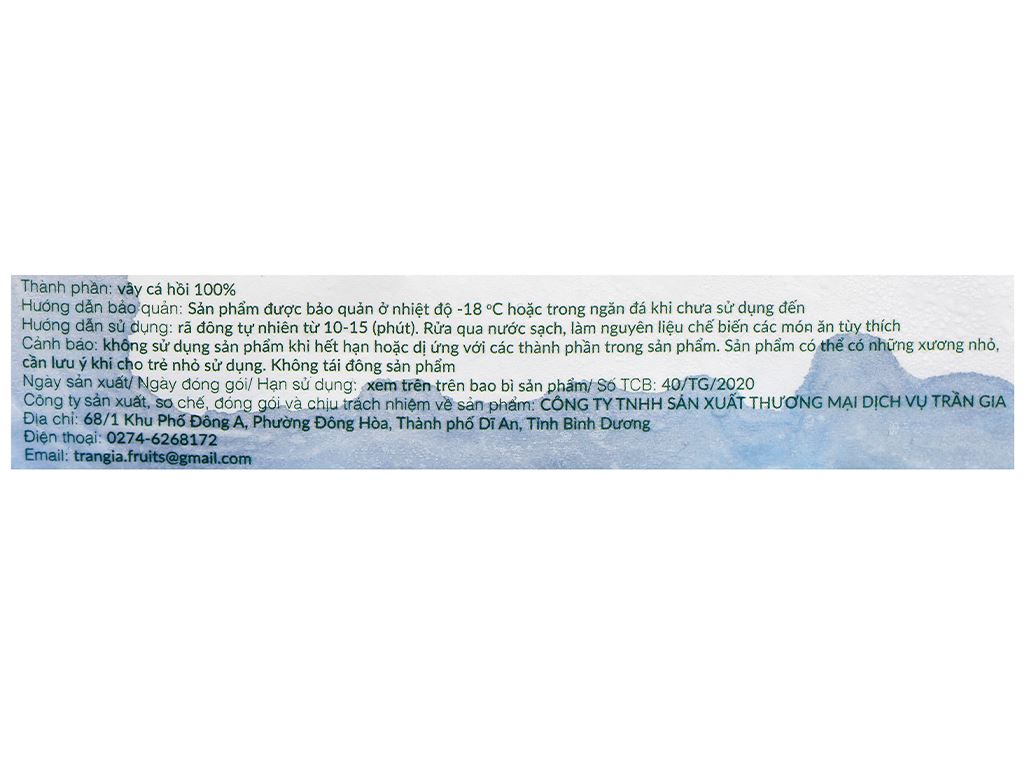 Thành phần: vây cá hồi 100%
Hướng dẫn bảo quản: Sản phẩm được bảo quản ở nhiệt độ -18 °C hoặc trong ngăn đá khi chưa sử dụng đến
Hướng dẫn sử dụng: rã đông tự nhiên từ 10-15 (phút). Rửa qua nước sạch, làm nguyên liệu chế biến các món ăn tùy thích
Cảnh báo: không sử dụng sản phẩm khi hết hạn hoặc dị ứng với các thành phần trong sản phẩm. Sản phẩm có thể có những xương nhỏ,
cần lưu ý khi cho trẻ nhỏ sử dụng. Không tái đông sản phẩm
Ngày sản xuất/ Ngày đóng gói/ Hạn sử dụng: xem trên trên bao bì sản phẩm/ Số TCB: 40/TG/2020
Công ty sản xuất, sơ chế, đóng gói và chịu trách nhiệm về sản phẩm: CÔNG TY TNHH SẢN XUẤT THƯƠNG MẠI DỊCH VỤ TRẦN GIA
Địa chỉ: 68/1 Khu Phố Đông A, Phường Đông Hòa, Thành phố Dĩ An, Tỉnh Bình Dương
Điện thoại: 0274-6268172
Email: trangia.fruits@gmail.com